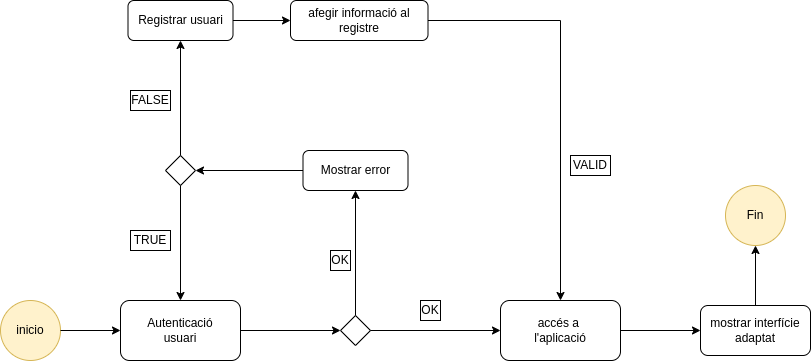 Registrar usuari
afegir informació al
registre
FALSE
Mostrar error
VALID
Fin
TRUE
OK
OK
inicio
Autenticació
usuari
accés a
l'aplicació
mostrar interfície
adaptat